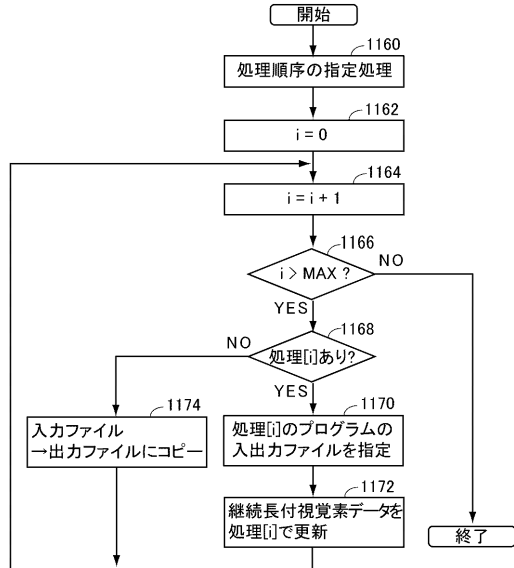 開始
1160
処理順序の指定処理
1162
i = 0
1164
i = i + 1
1166
i > MAX ?
NO
YES
1168
処理[i]あり?
NO
YES
1174
入力ファイル
→出力ファイルにコピー
1170
処理[i]のプログラムの
入出力ファイルを指定
1172
継続長付視覚素データを
処理[i]で更新
終了